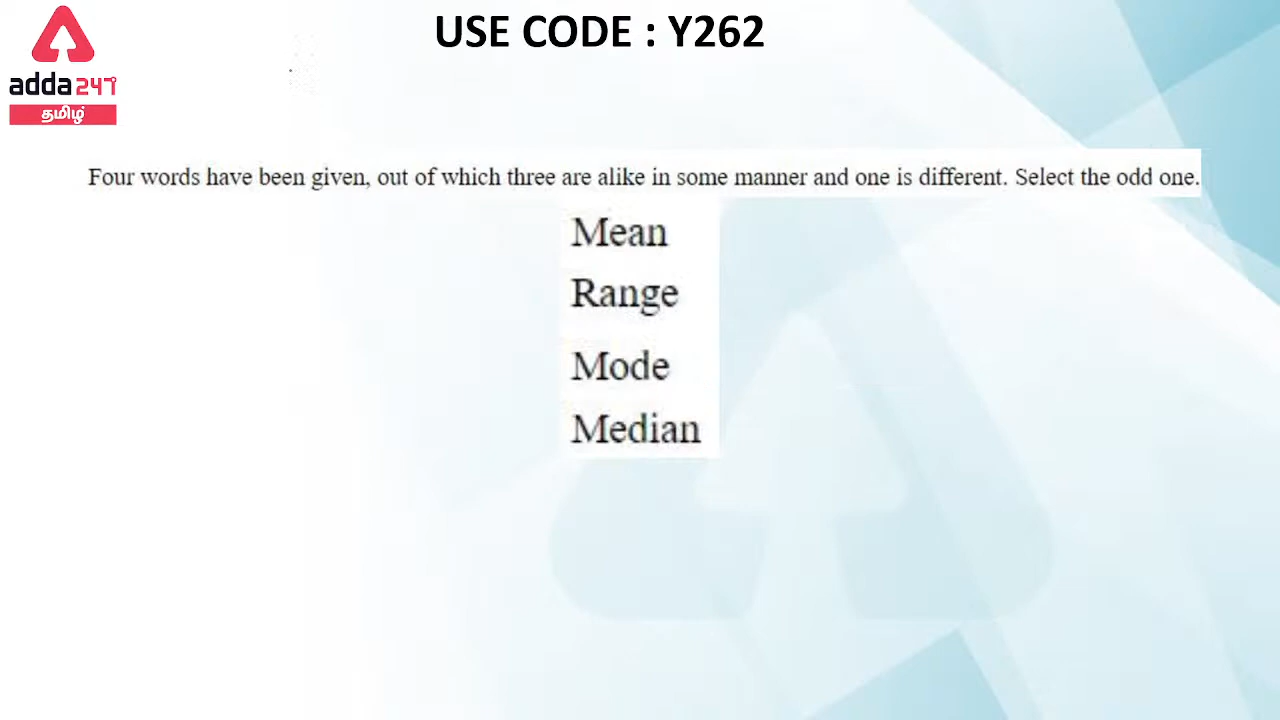 USE CODE : Y262
adda247
தமிழ்
Four words have been given, out of which three are alike in some manner and one is different. Select the odd one.
Mean
Range
Mode
Median